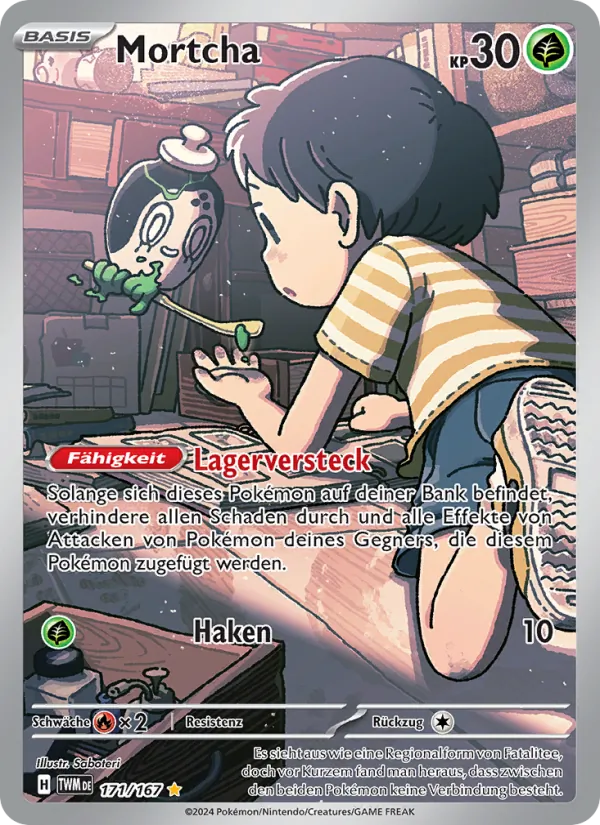 BASIS Mortcha KP 30
Fähigkeit Lagerversteck
Solange sich dieses Pokémon auf deiner Bank befindet,
verhindere allen Schaden durch und alle Effekte von
Attacken von Pokémon deines Gegners, die diesem
Pokémon zugefügt werden.
Haken 10
Schwäche ×2 Resistenz Rückzug
Illustr. Saboteri
Es sieht aus wie eine Regionalform von Fatalitee,
doch vor Kurzem fand man heraus, dass zwischen
den beiden Pokémon keine Verbindung besteht.
H TWM DE 171/167
©2024 Pokémon/Nintendo/Creatures/GAME FREAK